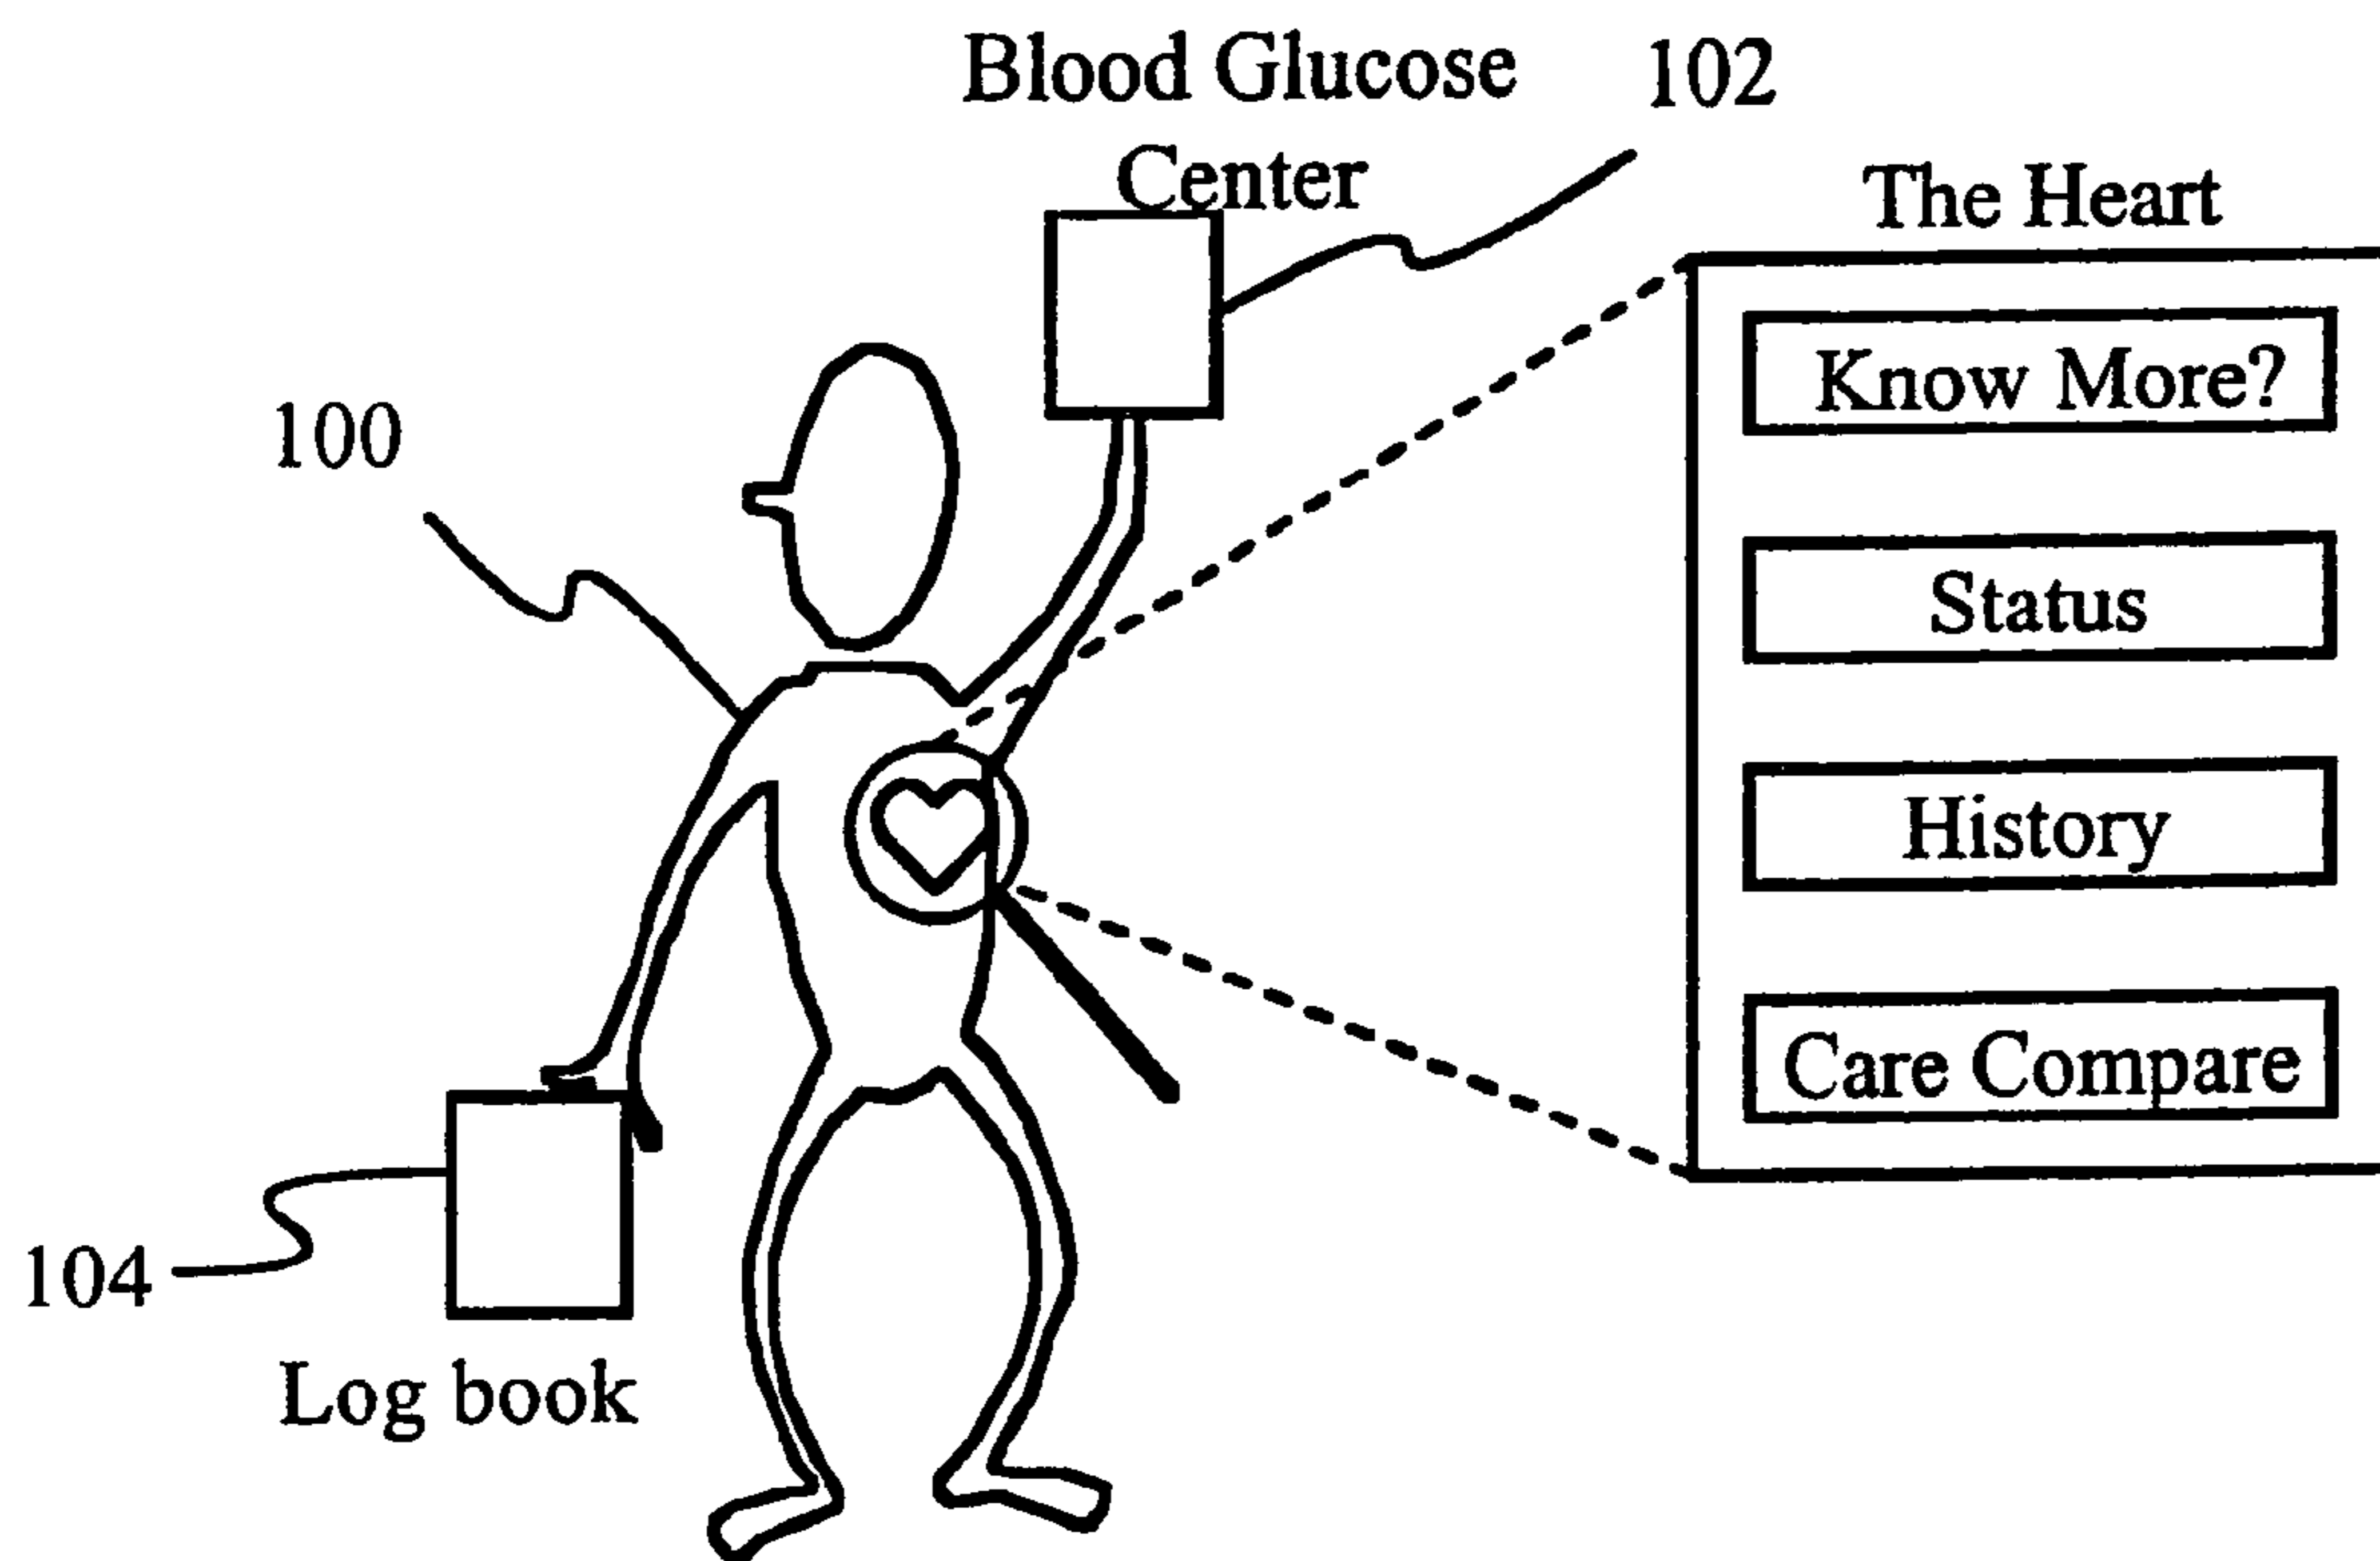 Blood Glucose
Center
102
The Heart
Know More?
100
Status
History
Care Compare
104
Log book